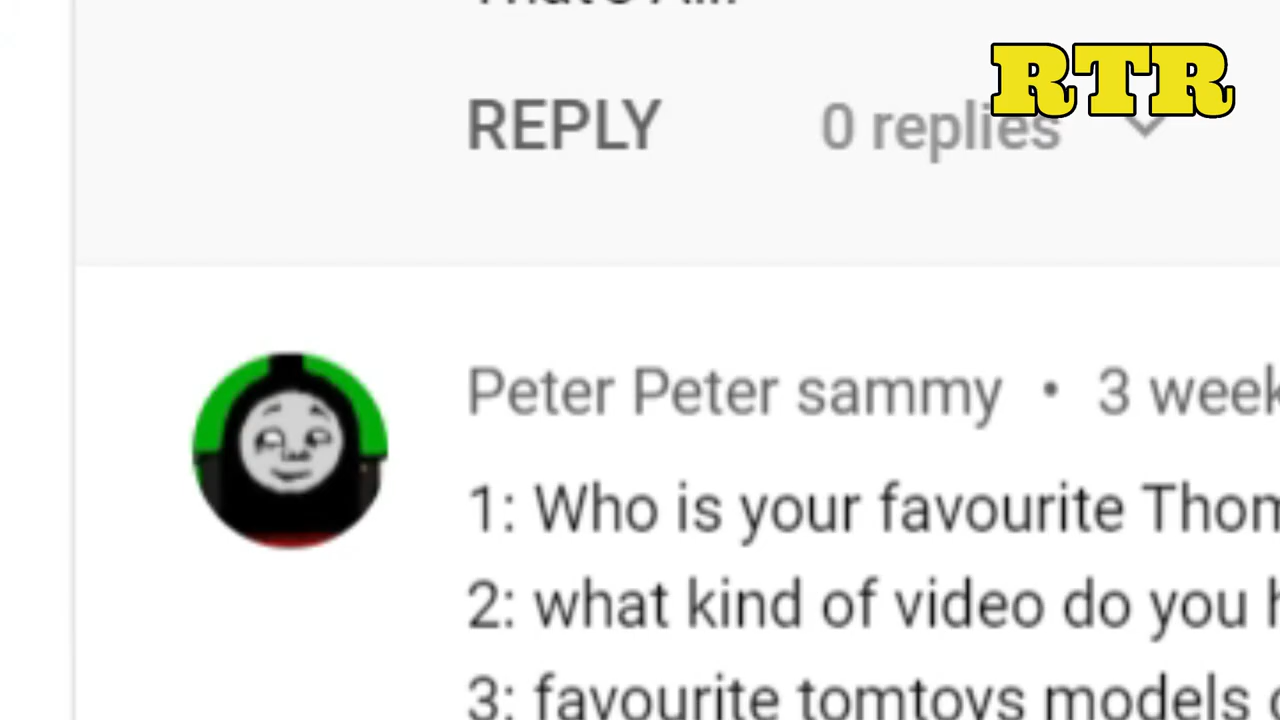 RTR
REPLY 0 replies
Peter Peter sammy • 3 week
1: Who is your favourite Thom
2: what kind of video do you h
3: favourite tomtoys models